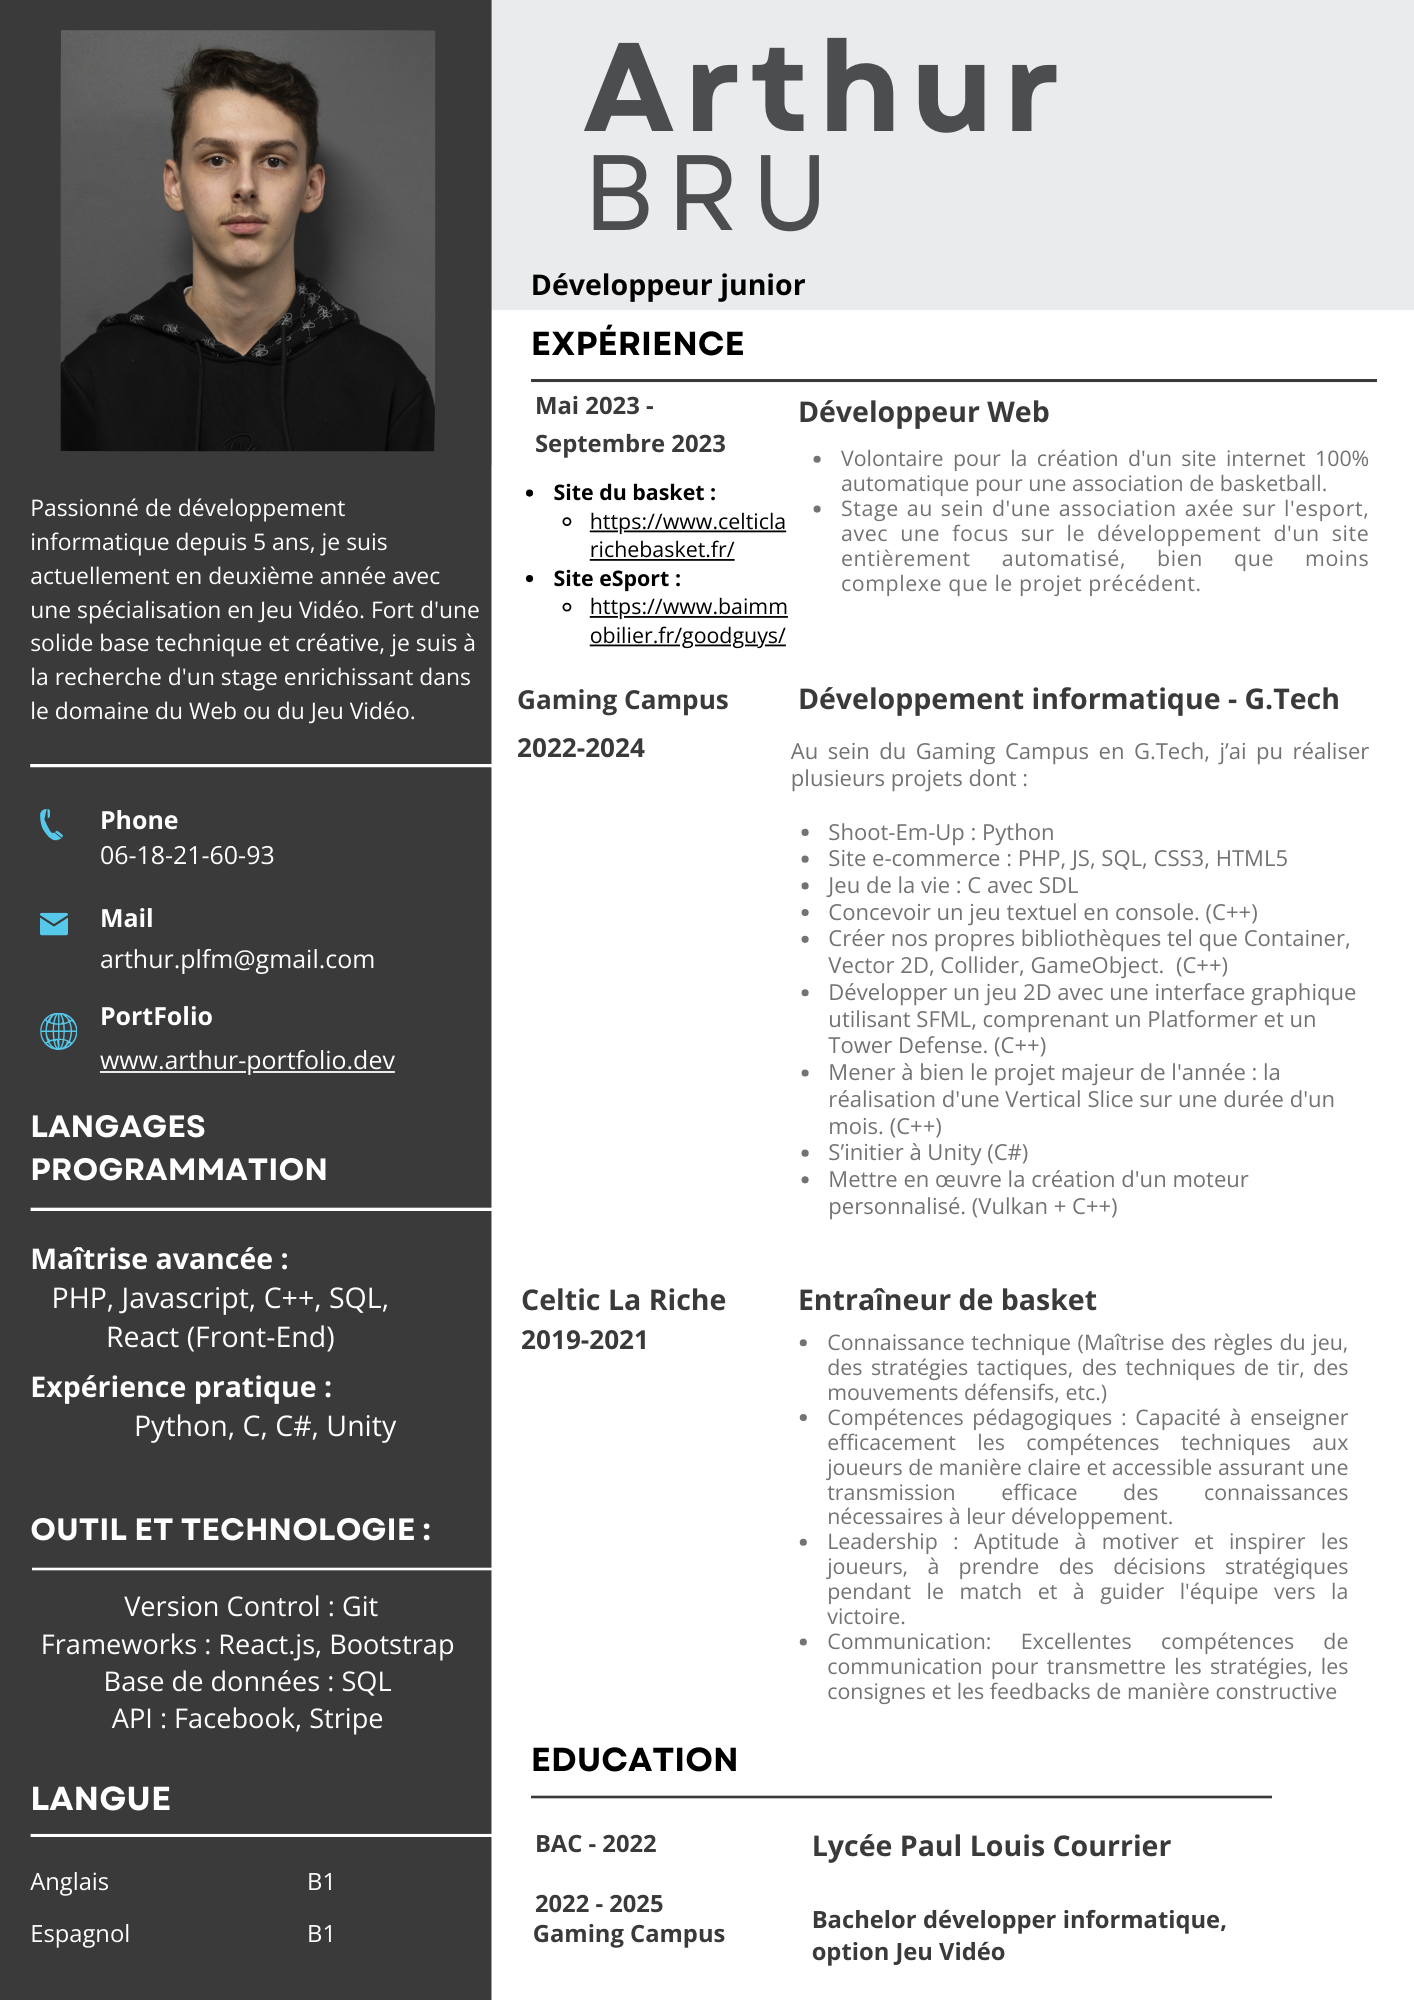 Arthur
BRU
Développeur junior
Passionné de développement
informatique depuis 5 ans, je suis
actuellement en deuxième année avec
une spécialisation en Jeu Vidéo. Fort d'une
solide base technique et créative, je suis à
la recherche d'un stage enrichissant dans
le domaine du Web ou du Jeu Vidéo.
Phone
06-18-21-60-93
Mail
arthur.plfm@gmail.com
PortFolio
www.arthur-portfolio.dev
LANGAGES
PROGRAMMATION
Maîtrise avancée :
PHP, Javascript, C++, SQL,
React (Front-End)
Expérience pratique :
Python, C, C#, Unity
OUTIL ET TECHNOLOGIE :
Version Control : Git
Frameworks : React.js, Bootstrap
Base de données : SQL
API : Facebook, Stripe
LANGUE
Anglais B1
Espagnol B1
EXPÉRIENCE
Mai 2023 -
Septembre 2023
• Site du basket :
https://www.celticla
richebasket.fr/
• Site eSport :
https://www.baimm
obilier.fr/goodguys/
Développeur Web
• Volontaire pour la création d'un site internet 100%
automatique pour une association de basketball.
• Stage au sein d'une association axée sur l'esport,
avec une focus sur le développement d'un site
entièrement automatisé, bien que moins
complexe que le projet précédent.
Gaming Campus
2022-2024
Développement informatique - G.Tech
Au sein du Gaming Campus en G.Tech, j’ai pu réaliser
plusieurs projets dont :
• Shoot-Em-Up : Python
• Site e-commerce : PHP, JS, SQL, CSS3, HTML5
• Jeu de la vie : C avec SDL
• Concevoir un jeu textuel en console. (C++)
• Créer nos propres bibliothèques tel que Container,
Vector 2D, Collider, GameObject. (C++)
• Développer un jeu 2D avec une interface graphique
utilisant SFML, comprenant un Platformer et un
Tower Defense. (C++)
• Mener à bien le projet majeur de l'année : la
réalisation d'une Vertical Slice sur une durée d'un
mois. (C++)
• S’initier à Unity (C#)
• Mettre en œuvre la création d'un moteur
personnalisé. (Vulkan + C++)
Celtic La Riche
2019-2021
Entraîneur de basket
• Connaissance technique (Maîtrise des règles du jeu,
des stratégies tactiques, des techniques de tir, des
mouvements défensifs, etc.)
• Compétences pédagogiques : Capacité à enseigner
efficacement les compétences techniques aux
joueurs de manière claire et accessible assurant une
transmission efficace des connaissances
nécessaires à leur développement.
• Leadership : Aptitude à motiver et inspirer les
joueurs, à prendre des décisions stratégiques
pendant le match et à guider l'équipe vers la
victoire.
• Communication: Excellentes compétences de
communication pour transmettre les stratégies, les
consignes et les feedbacks de manière constructive
EDUCATION
BAC - 2022
Lycée Paul Louis Courrier
2022 - 2025
Gaming Campus
Bachelor développer informatique,
option Jeu Vidéo